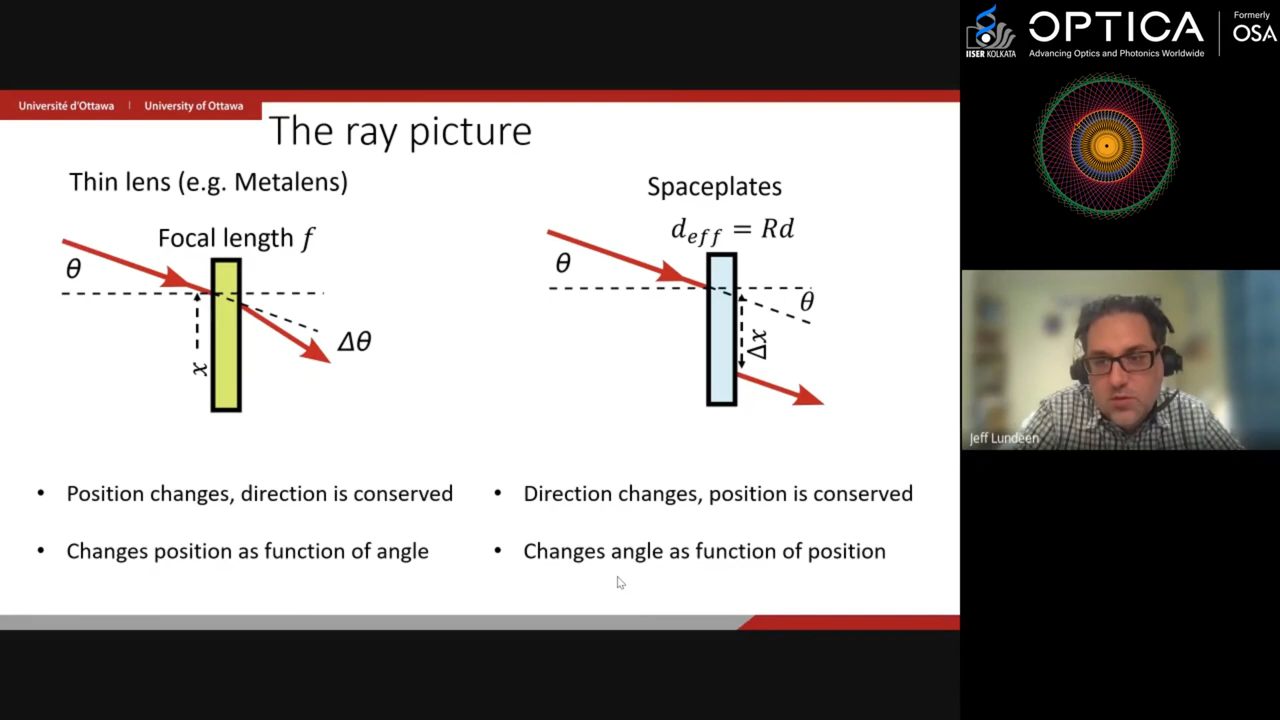 IISER KOLKATA
OPTICA
Advancing Optics and Photonics Worldwide
Formerly
OSA
Université d'Ottawa | University of Ottawa
The ray picture
Thin lens (e.g. Metalens)
Focal length f
θ
x
Δθ
Spaceplates
d_eff = Rd
θ
θ
Δx
• Position changes, direction is conserved
• Changes position as function of angle
• Direction changes, position is conserved
• Changes angle as function of position
Jeff Lundeen